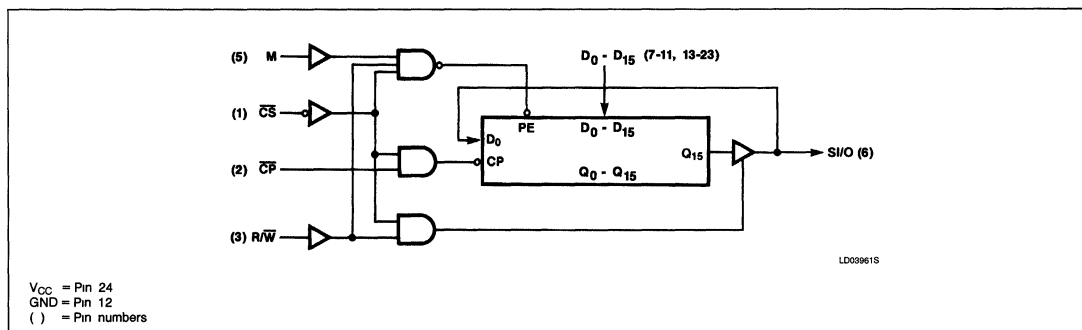 (5) M
D0 - D15 (7-11, 13-23)
(1) CS
PE
D0 - D15
D0
Q15
SI/O (6)
(2) CP
CP
Q0 - Q15
(3) R/W
LD03961S
VCC = Pin 24
GND = Pin 12
( ) = Pin numbers